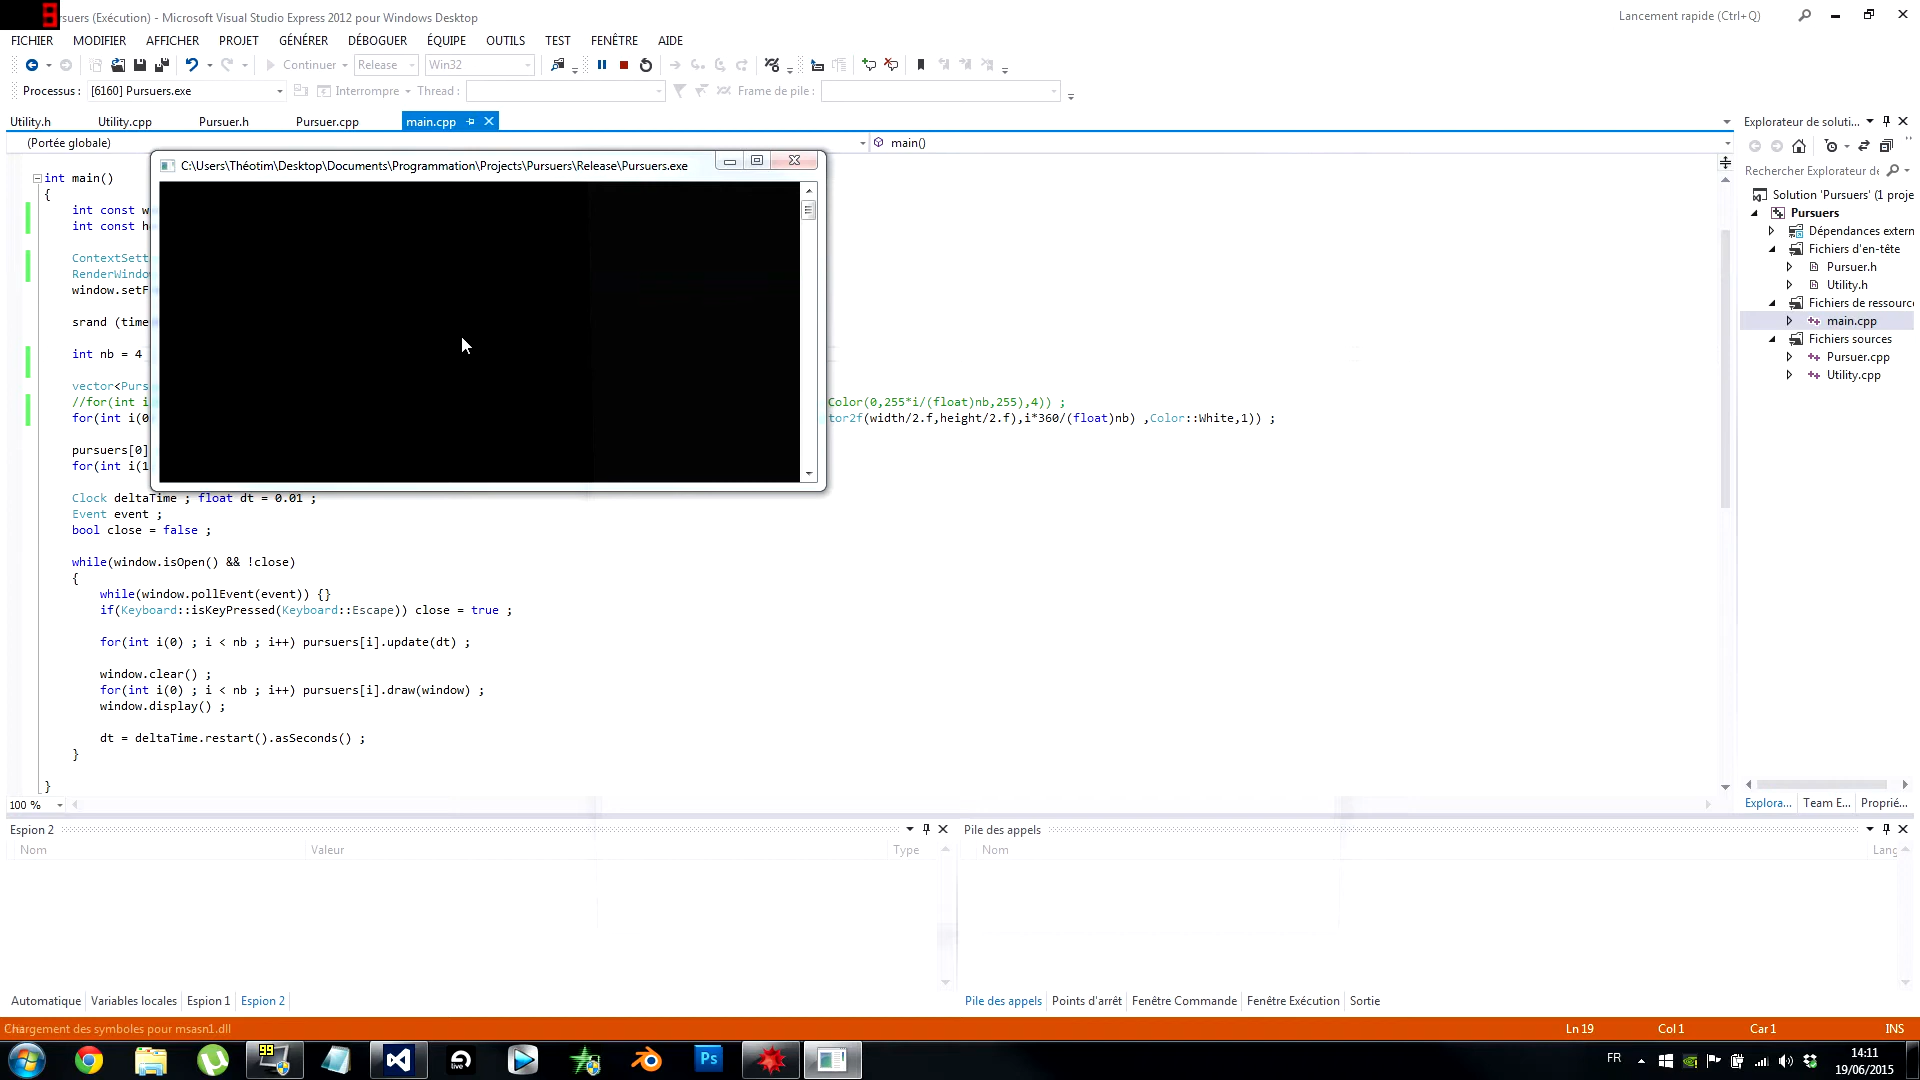 rsuers (Exécution) - Microsoft Visual Studio Express 2012 pour Windows Desktop
Lancement rapide (Ctrl+Q)
FICHIER MODIFIER AFFICHER PROJET GÉNÉRER DÉBOGUER ÉQUIPE OUTILS TEST FENÊTRE AIDE
Continuer Release Win32
Processus : [6160] Pursuers.exe Interrompre Thread : Frame de pile :
Utility.h Utility.cpp Pursuer.h Pursuer.cpp main.cpp
(Portée globale) main()
C:\Users\Théotim\Desktop\Documents\Programmation\Projects\Pursuers\Release\Pursuers.exe
int main()
{
int const w
int const h
ContextSett
RenderWindo
window.setF
srand (time
int nb = 4
vector<Purs
//for(int i Color(0,255*i/(float)nb,255),4)) ;
for(int i(0 tor2f(width/2.f,height/2.f),i*360/(float)nb) ,Color::White,1)) ;
pursuers[0]
for(int i(1
Clock deltaTime ; float dt = 0.01 ;
Event event ;
bool close = false ;
while(window.isOpen() && !close)
{
while(window.pollEvent(event)) {}
if(Keyboard::isKeyPressed(Keyboard::Escape)) close = true ;
for(int i(0) ; i < nb ; i++) pursuers[i].update(dt) ;
window.clear() ;
for(int i(0) ; i < nb ; i++) pursuers[i].draw(window) ;
window.display() ;
dt = deltaTime.restart().asSeconds() ;
}
}
100 %
Explorateur de soluti...
Rechercher Explorateur de
Solution 'Pursuers' (1 proje
Pursuers
Dépendances extern
Fichiers d'en-tête
Pursuer.h
Utility.h
Fichiers de ressource
main.cpp
Fichiers sources
Pursuer.cpp
Utility.cpp
Explora... Team E... Proprié...
Espion 2
Nom Valeur Type
Pile des appels
Nom Lang
Automatique Variables locales Espion 1 Espion 2
Pile des appels Points d'arrêt Fenêtre Commande Fenêtre Exécution Sortie
Chargement des symboles pour msasn1.dll
Ln 19 Col 1 Car 1 INS
99
live
Ps
FR
14:11
19/06/2015